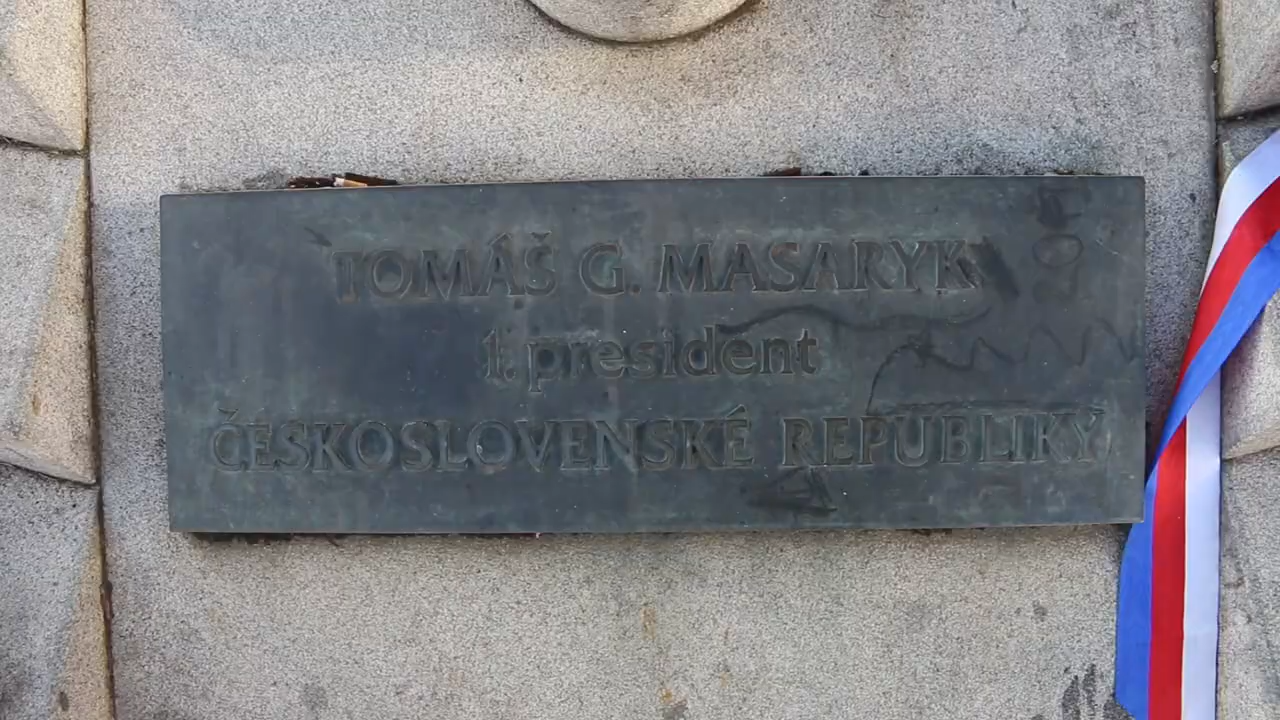 TOMÁŠ G. MASARYK
1. president
ČESKOSLOVENSKÉ REPUBLIKY